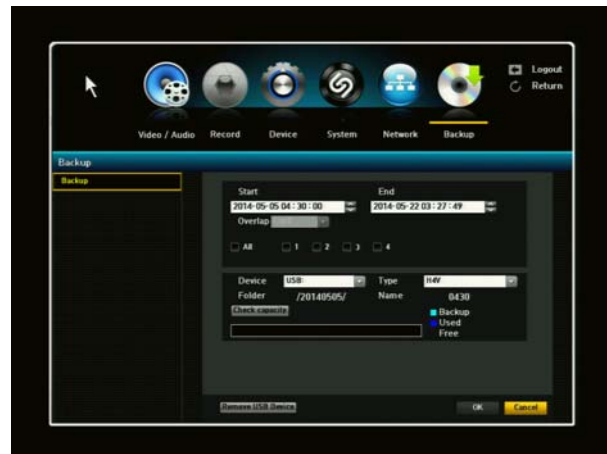 Logout
Return
Video / Audio Record Device System Network Backup
Backup
Backup
Start End
2014-05-05 04:30:00 2014-05-22 03:27:49
Overlap
All 1 2 3 4
Device USB: Type H4V
Folder /20140505/ Name 0430
Check capacity
Backup
Used
Free
Remove USB Device OK Cancel